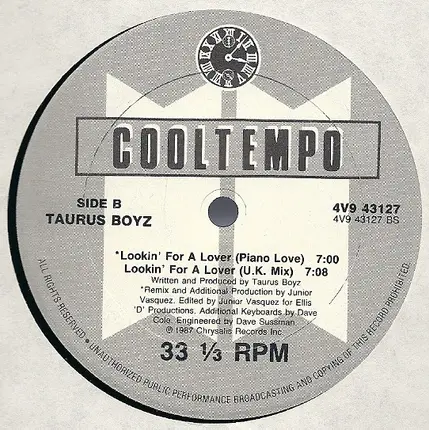 COOLTEMPO
SIDE B
TAURUS BOYZ
4V9 43127
4V9 43127 BS
*Lookin' For A Lover (Piano Love) 7:00
Lookin' For A Lover (U.K. Mix) 7:08
Written and Produced by Taurus Boyz
*Remix and Additional Production by Junior
Vasquez. Edited by Junior Vasquez for Ellis
'D' Productions. Additional Keyboards by Dave
Cole. Engineered by Dave Sussman
℗ 1987 Chrysalis Records Inc.
33 ⅓ RPM
ALL RIGHTS RESERVED • UNAUTHORIZED PUBLIC PERFORMANCE BROADCASTING AND COPYING OF THIS RECORD PROHIBITED.